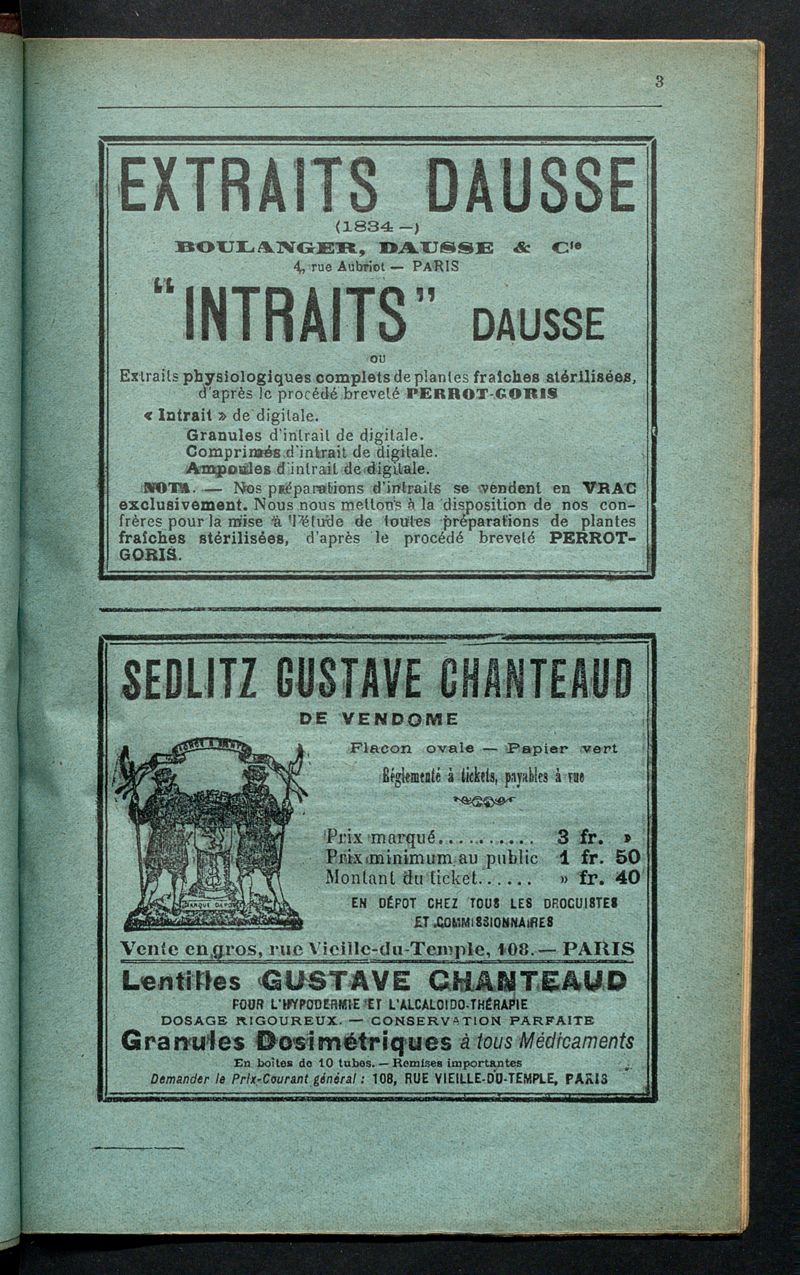 3
EXTRAITS DAUSSE
(1834 —)
BOULANGER, DAUSSE & Cie
4, rue Aubriot — PARIS
"INTRAITS" DAUSSE
ou
Extraits physiologiques complets de plantes fraîches stérilisées,
d'après le procédé breveté PERROT-GORIS
« Intrait » de digitale.
Granules d'intrait de digitale.
Comprimés d'intrait de digitale.
Ampoules d'intrait de digitale.
NOTA. — Nos préparations d'intraits se vendent en VRAC
exclusivement. Nous nous mettons à la disposition de nos con-
frères pour la mise à l'étude de toutes préparations de plantes
fraîches stérilisées, d'après le procédé breveté PERROT-
GORIS.
SEDLITZ GUSTAVE CHANTEAUD
DE VENDOME
Flacon ovale — Papier vert
Réglementé à tickets, payables à vue
Prix marqué.......... 3 fr. »
Prix minimum au public 1 fr. 50
Montant du ticket...... » fr. 40
EN DÉPOT CHEZ TOUS LES DROGUISTES
ET COMMISSIONNAIRES
Vente en gros, rue Vieille-du-Temple, 108. — PARIS
Lentilles GUSTAVE CHANTEAUD
POUR L'HYPODERMIE ET L'ALCALOIDO-THÉRAPIE
DOSAGE RIGOUREUX. — CONSERVATION PARFAITE
Granules Dosimétriques à tous Médicaments
En boîtes de 10 tubes. — Remises importantes
Demander le Prix-Courant général : 108, RUE VIEILLE-DU-TEMPLE, PARIS